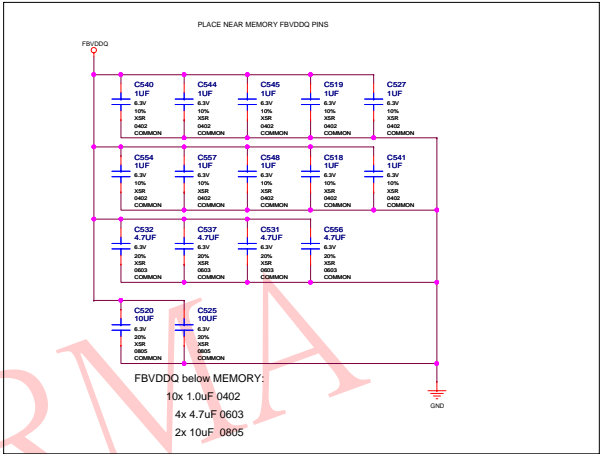 PLACE NEAR MEMORY FBVDDQ PINS
FBVDDQ
C540
1UF
6.3V
10%
X5R
0402
COMMON
C544
1UF
6.3V
10%
X5R
0402
COMMON
C545
1UF
6.3V
10%
X5R
0402
COMMON
C519
1UF
6.3V
10%
X5R
0402
COMMON
C527
1UF
6.3V
10%
X5R
0402
COMMON
C554
1UF
6.3V
10%
X5R
0402
COMMON
C557
1UF
6.3V
10%
X5R
0402
COMMON
C548
1UF
6.3V
10%
X5R
0402
COMMON
C518
1UF
6.3V
10%
X5R
0402
COMMON
C541
1UF
6.3V
10%
X5R
0402
COMMON
C532
4.7UF
6.3V
20%
X5R
0603
COMMON
C537
4.7UF
6.3V
20%
X5R
0603
COMMON
C531
4.7UF
6.3V
20%
X5R
0603
COMMON
C556
4.7UF
6.3V
20%
X5R
0603
COMMON
C520
10UF
6.3V
20%
X5R
0805
COMMON
C525
10UF
6.3V
20%
X5R
0805
COMMON
FBVDDQ below MEMORY:
10x 1.0uF 0402
4x 4.7uF 0603
2x 10uF 0805
GND
RMA